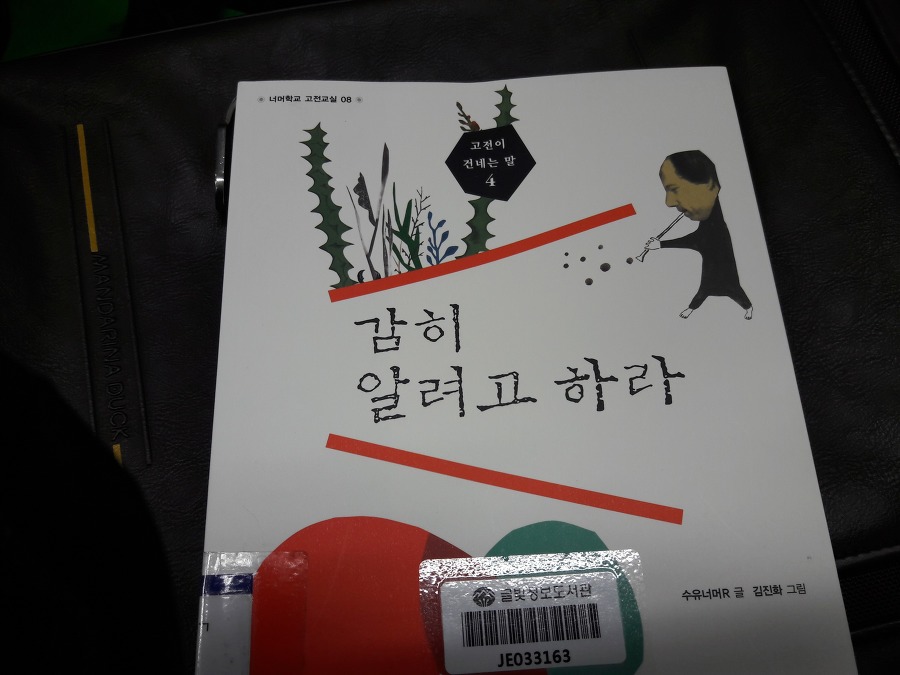 너머학교 고전교실 08
고전이
건네는 말
4
감히
알려고 하라
수유너머R 글 김진화 그림
글빛정보도서관
JE033163
MANDARINA DUCK